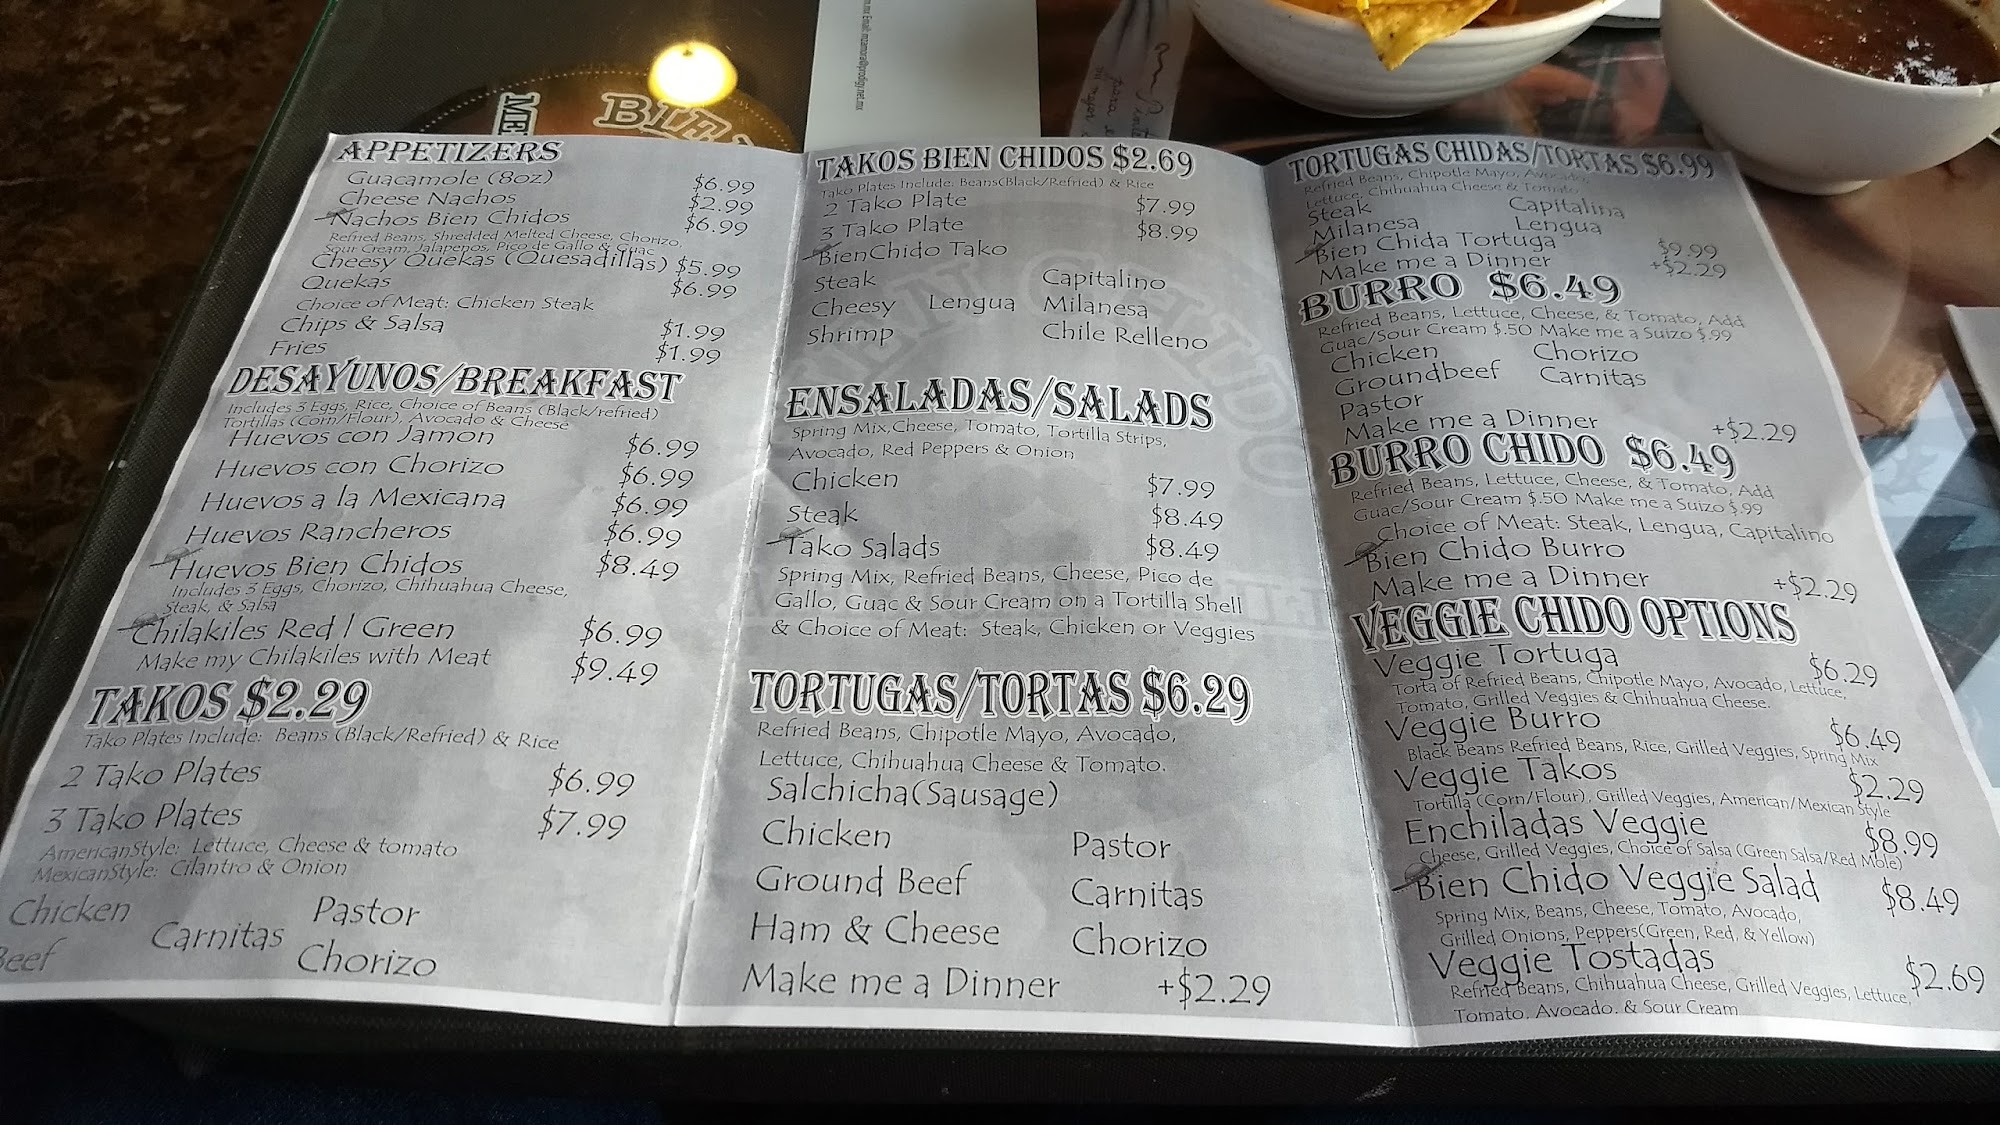 m.mx Email: mzamora@prodigy.net.mx
BIEN
ME
APPETIZERS
Guacamole (8oz) $6.99
Cheese Nachos $2.99
Nachos Bien Chidos $6.99
Refried Beans, Shredded Melted Cheese, Chorizo,
Sour Cream, Jalapenos, Pico de Gallo & Guac
Cheesy Quekas (Quesadillas) $5.99
Quekas $6.99
Choice of Meat: Chicken Steak
Chips & Salsa $1.99
Fries $1.99
DESAYUNOS/BREAKFAST
Includes 3 Eggs, Rice, Choice of Beans (Black/refried)
Tortillas (Corn/Flour), Avocado & Cheese
Huevos con Jamon $6.99
Huevos con Chorizo $6.99
Huevos a la Mexicana $6.99
Huevos Rancheros $6.99
Huevos Bien Chidos $8.49
Includes 3 Eggs, Chorizo, Chihuahua Cheese,
Steak, & Salsa
Chilakiles Red / Green $6.99
Make my Chilakiles with Meat $9.49
TAKOS $2.29
Tako Plates Include: Beans (Black/Refried) & Rice
2 Tako Plates $6.99
3 Tako Plates $7.99
AmericanStyle: Lettuce, Cheese & tomato
MexicanStyle: Cilantro & Onion
Chicken Pastor
Beef Carnitas Chorizo
TAKOS BIEN CHIDOS $2.69
Tako Plates Include: Beans(Black/Refried) & Rice
2 Tako Plate $7.99
3 Tako Plate $8.99
BienChido Tako
Steak Capitalino
Cheesy Lengua Milanesa
Shrimp Chile Relleno
ENSALADAS/SALADS
Spring Mix,Cheese, Tomato, Tortilla Strips,
Avocado, Red Peppers & Onion
Chicken $7.99
Steak $8.49
Tako Salads $8.49
Spring Mix, Refried Beans, Cheese, Pico de
Gallo, Guac & Sour Cream on a Tortilla Shell
& Choice of Meat: Steak, Chicken or Veggies
TORTUGAS/TORTAS $6.29
Refried Beans, Chipotle Mayo, Avocado,
Lettuce, Chihuahua Cheese & Tomato.
Salchicha(Sausage)
Chicken Pastor
Ground Beef Carnitas
Ham & Cheese Chorizo
Make me a Dinner +$2.29
TORTUGAS CHIDAS/TORTAS $6.99
Refried Beans, Chipotle Mayo, Avocado,
Lettuce, Chihuahua Cheese & Tomato.
Steak Capitalina
Milanesa Lengua
Bien Chida Tortuga $9.99
Make me a Dinner +$2.29
BURRO $6.49
Refried Beans, Lettuce, Cheese, & Tomato, Add
Guac/Sour Cream $.50 Make me a Suizo $.99
Chicken Chorizo
Groundbeef Carnitas
Pastor
Make me a Dinner +$2.29
BURRO CHIDO $6.49
Refried Beans, Lettuce, Cheese, & Tomato, Add
Guac/Sour Cream $.50 Make me a Suizo $.99
Choice of Meat: Steak, Lengua, Capitalino
Bien Chido Burro
Make me a Dinner +$2.29
VEGGIE CHIDO OPTIONS
Veggie Tortuga $6.29
Torta of Refried Beans, Chipotle Mayo, Avocado, Lettuce,
Tomato, Grilled Veggies & Chihuahua Cheese.
Veggie Burro $6.49
Black Beans Refried Beans, Rice, Grilled Veggies, Spring Mix
Veggie Takos $2.29
Tortilla (Corn/Flour), Grilled Veggies, American/Mexican Style
Enchiladas Veggie $8.99
Cheese, Grilled Veggies, Choice of Salsa (Green Salsa/Red Mole)
Bien Chido Veggie Salad $8.49
Spring Mix, Beans, Cheese, Tomato, Avocado,
Grilled Onions, Peppers(Green, Red, & Yellow)
Veggie Tostadas $2.69
Refried Beans, Chihuahua Cheese, Grilled Veggies, Lettuce,
Tomato, Avocado, & Sour Cream